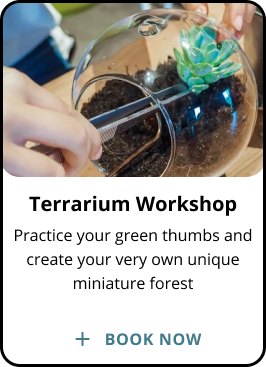 Terrarium Workshop
Practice your green thumbs and
create your very own unique
miniature forest
+ BOOK NOW